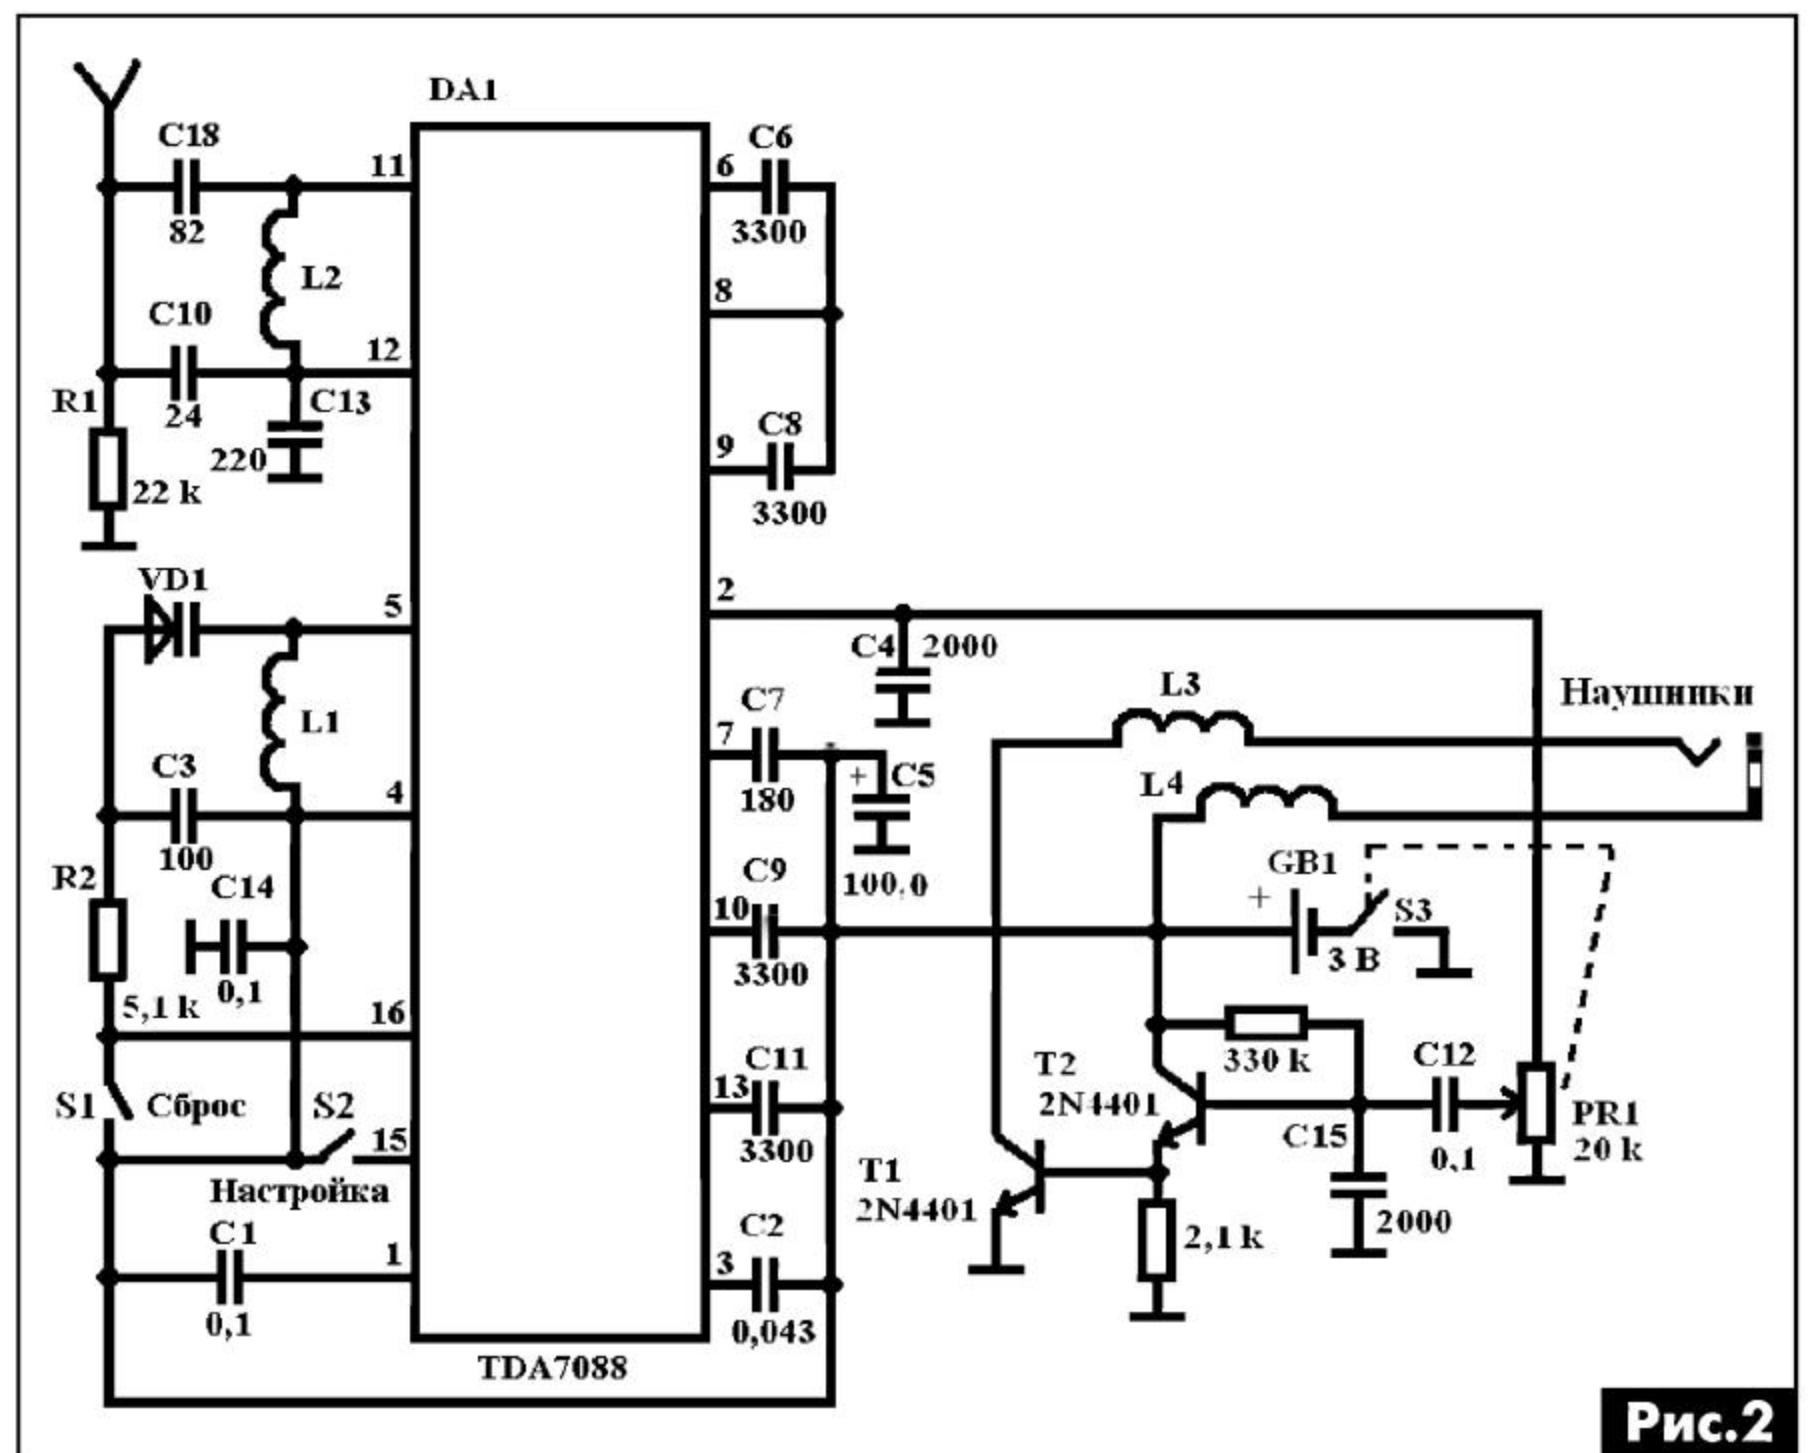 DA1
C18
11
82
L2
C10
12
24
R1
C13
220
22 k
6
C6
3300
8
9
C8
3300
VD1
5
L1
C3
4
100
R2
C14
0,1
5,1 k
16
S1
Сброс
S2
15
Настройка
C1
1
0,1
2
C4
2000
7
C7
180
+
C5
100,0
10
C9
3300
13
C11
3300
3
C2
0,043
TDA7088
L3
Наушники
L4
GB1
+
3 В
S3
330 k
T2
2N4401
C12
0,1
C15
2000
PR1
20 k
T1
2N4401
2,1 k
Рис.2